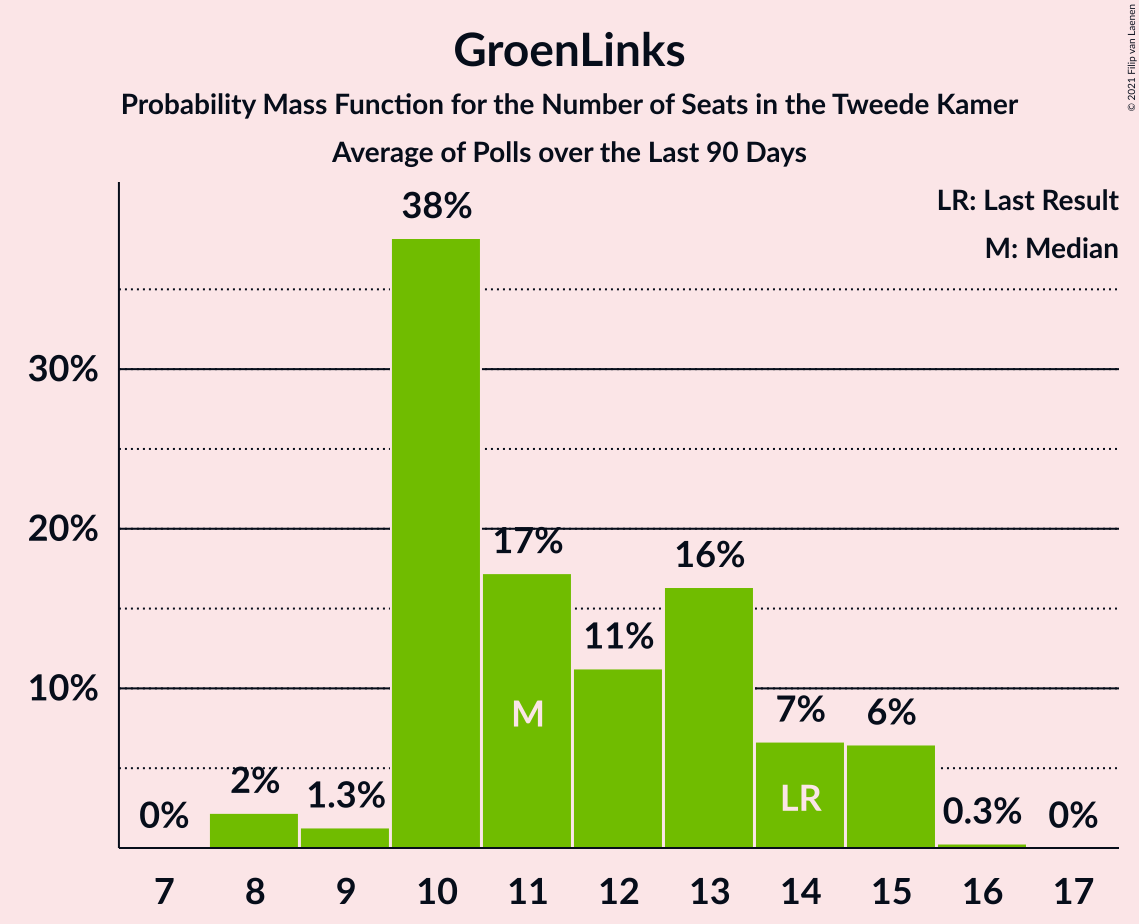 GroenLinks
Probability Mass Function for the Number of Seats in the Tweede Kamer
Average of Polls over the Last 90 Days
© 2021 Filip van Laenen
LR: Last Result
M: Median
38%
30%
20%
17%
16%
11%
10%
M
7%
6%
2%
1.3%
LR
0%
0.3%
0%
7 8 9 10 11 12 13 14 15 16 17